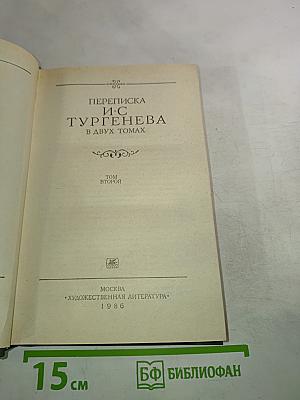 ПЕРЕПИСКА
И·С
ТУРГЕНЕВА
В ДВУХ ТОМАХ
ТОМ
ВТОРОЙ
МОСКВА
«ХУДОЖЕСТВЕННАЯ ЛИТЕРАТУРА»
1986
15 см
БФ БИБЛИОФАН